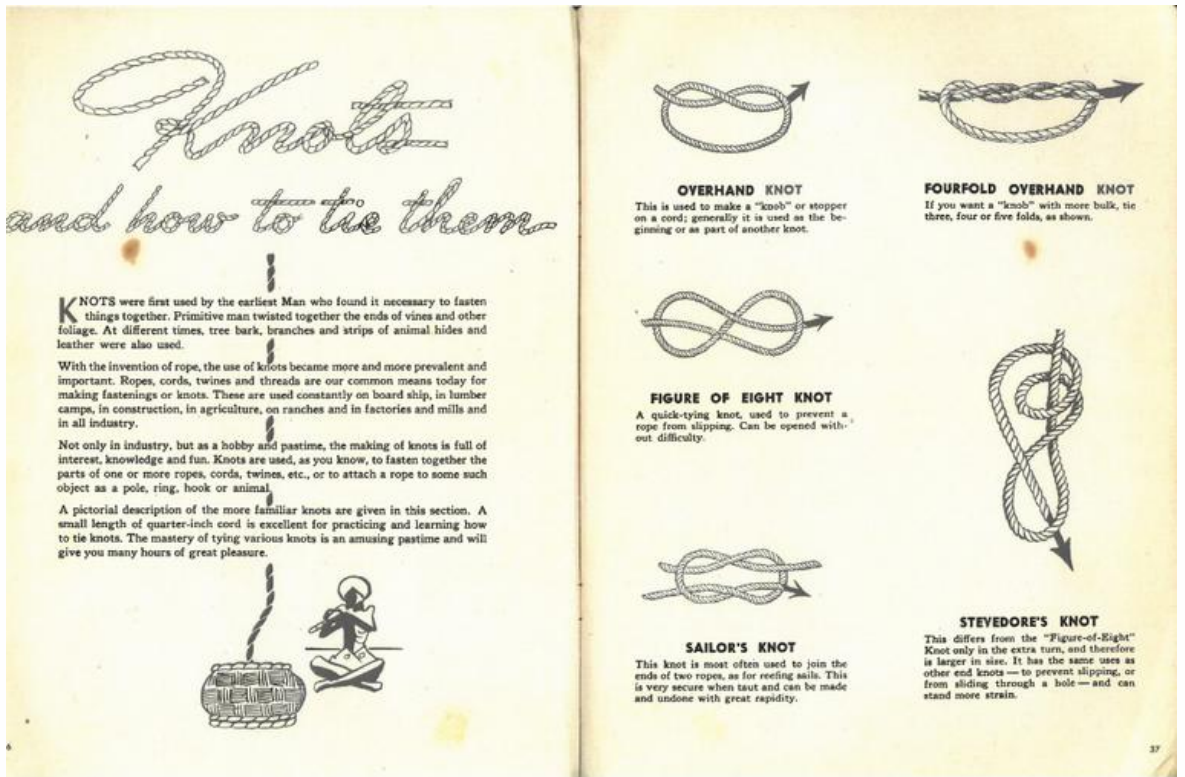 Knots
and how to tie them
KNOTS were first used by the earliest Man who found it necessary to fasten
things together. Primitive man twisted together the ends of vines and other
foliage. At different times, tree bark, branches and strips of animal hides and
leather were also used.
With the invention of rope, the use of knots became more and more prevalent and
important. Ropes, cords, twines and threads are our common means today for
making fastenings or knots. These are used constantly on board ship, in lumber
camps, in construction, in agriculture, on ranches and in factories and mills and
in all industry.
Not only in industry, but as a hobby and pastime, the making of knots is full of
interest, knowledge and fun. Knots are used, as you know, to fasten together the
parts of one or more ropes, cords, twines, etc., or to attach a rope to some such
object as a pole, ring, hook or animal.
A pictorial description of the more familiar knots are given in this section. A
small length of quarter-inch cord is excellent for practicing and learning how
to tie knots. The mastery of tying various knots is an amusing pastime and will
give you many hours of great pleasure.
6
OVERHAND KNOT
This is used to make a "knob" or stopper
on a cord; generally it is used as the be-
ginning or as part of another knot.
FOURFOLD OVERHAND KNOT
If you want a "knob" with more bulk, tie
three, four or five folds, as shown.
FIGURE OF EIGHT KNOT
A quick-tying knot, used to prevent a
rope from slipping. Can be opened with-
out difficulty.
SAILOR'S KNOT
This knot is most often used to join the
ends of two ropes, as for reefing sails. This
is very secure when taut and can be made
and undone with great rapidity.
STEVEDORE'S KNOT
This differs from the "Figure-of-Eight"
Knot only in the extra turn, and therefore
is larger in size. It has the same uses as
other end knots — to prevent slipping, or
from sliding through a hole — and can
stand more strain.
37